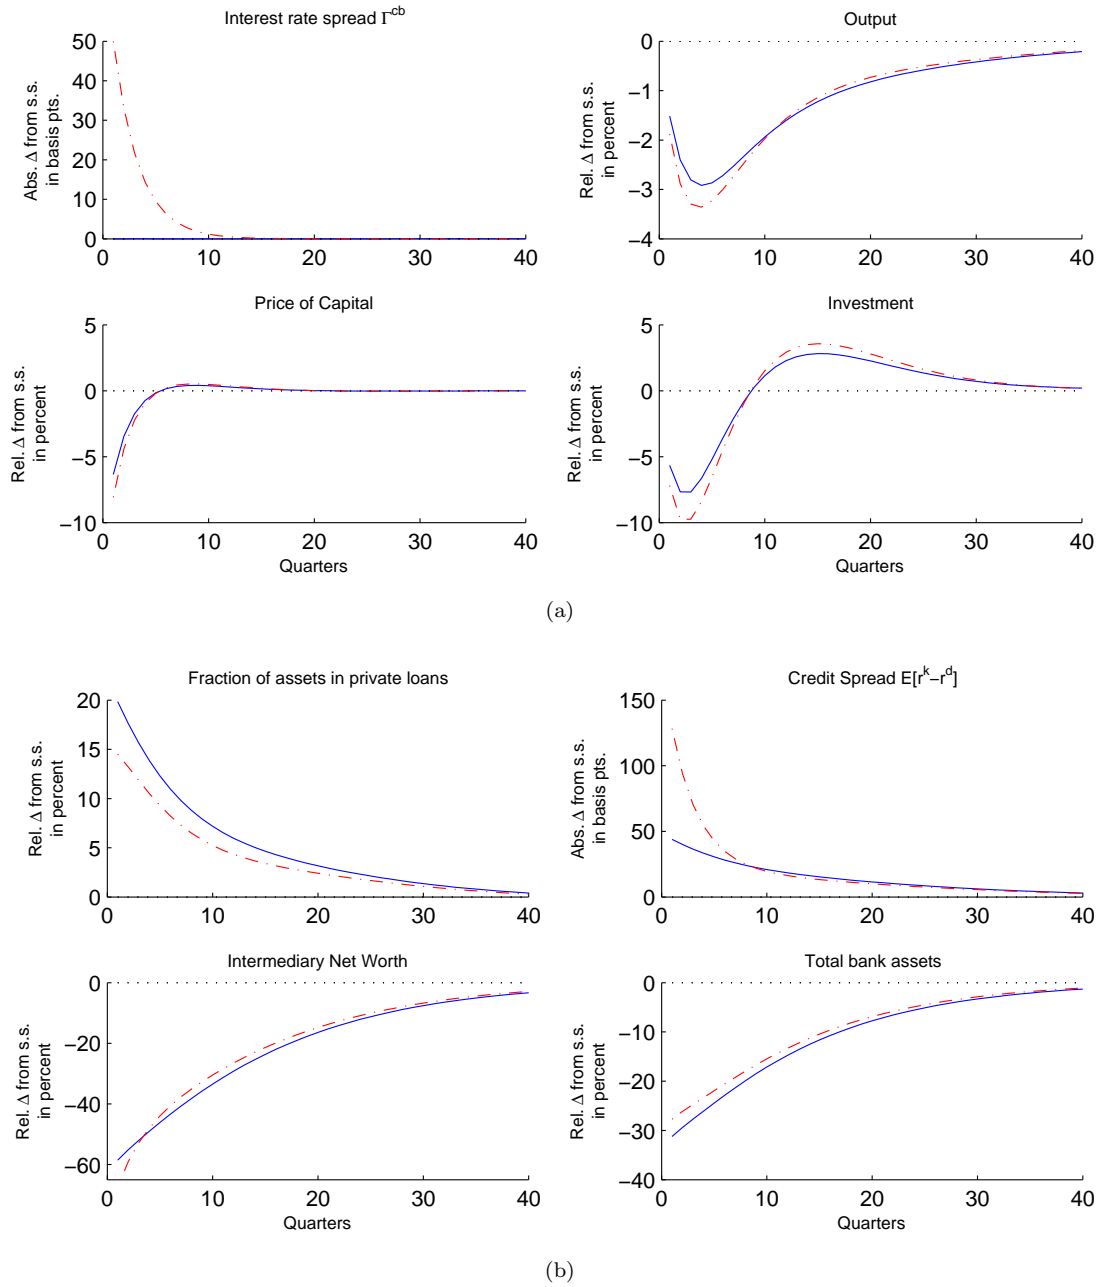 Interest rate spread Γcb
Abs. Δ from s.s.
in basis pts.
50
40
30
20
10
0
0 10 20 30 40
Output
Rel. Δ from s.s.
in percent
0
−1
−2
−3
−4
0 10 20 30 40
Price of Capital
Rel. Δ from s.s.
in percent
5
0
−5
−10
0 10 20 30 40
Quarters
Investment
Rel. Δ from s.s.
in percent
5
0
−5
−10
0 10 20 30 40
Quarters
(a)
Fraction of assets in private loans
Rel. Δ from s.s.
in percent
20
15
10
5
0
0 10 20 30 40
Credit Spread E[rk−rd]
Abs. Δ from s.s.
in basis pts.
150
100
50
0
0 10 20 30 40
Intermediary Net Worth
Rel. Δ from s.s.
in percent
0
−20
−40
−60
0 10 20 30 40
Quarters
Total bank assets
Rel. Δ from s.s.
in percent
0
−10
−20
−30
−40
0 10 20 30 40
Quarters
(b)